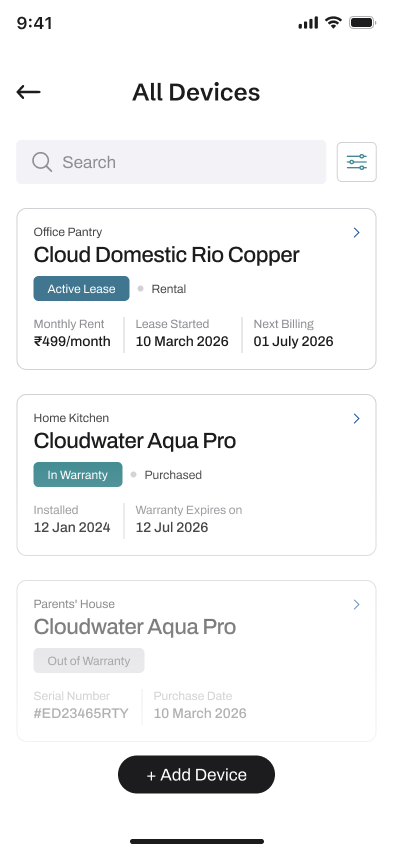 9:41
All Devices
Search
Office Pantry
Cloud Domestic Rio Copper
Active Lease Rental
Monthly Rent Lease Started Next Billing
₹499/month 10 March 2026 01 July 2026
Home Kitchen
Cloudwater Aqua Pro
In Warranty Purchased
Installed Warranty Expires on
12 Jan 2024 12 Jul 2026
Parents' House
Cloudwater Aqua Pro
Out of Warranty
Serial Number Purchase Date
#ED23465RTY 10 March 2026
+ Add Device